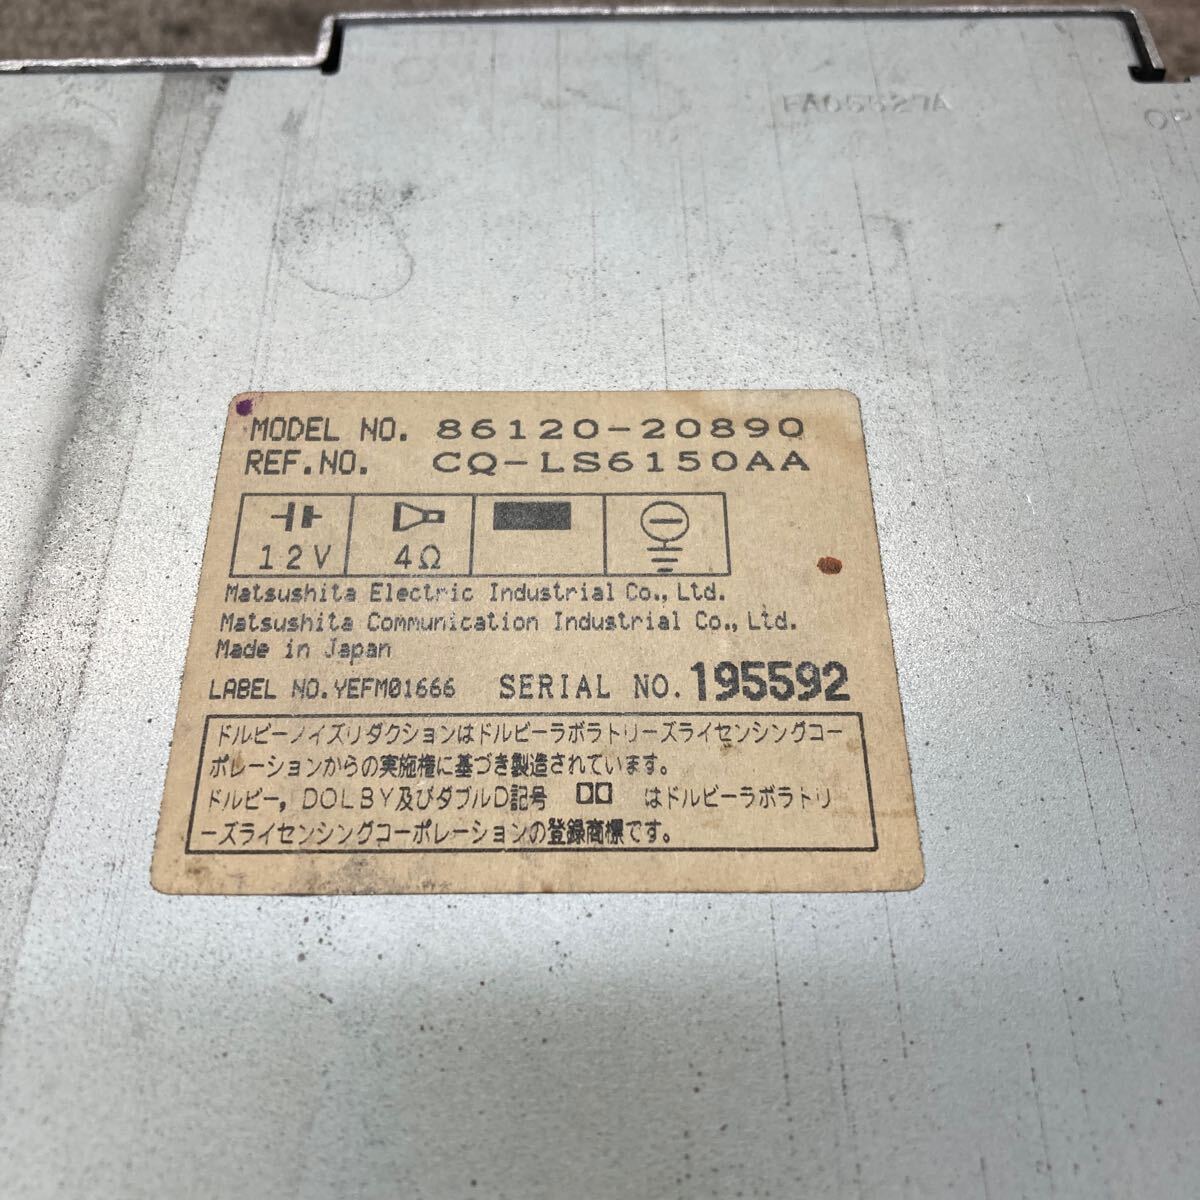 FA05527A
OP
MODEL NO. 86120-20890
REF.NO. CQ-LS6150AA
12V 4Ω
Matsushita Electric Industrial Co., Ltd.
Matsushita Communication Industrial Co., Ltd.
Made in Japan
LABEL NO.YEFM01666 SERIAL NO. 195592
ドルビーノイズリダクションはドルビーラボラトリーズライセンシングコー
ポレーションからの実施権に基づき製造されています。
ドルビー, DOLBY及びダブルD記号 はドルビーラボラトリ
ーズライセンシングコーポレーションの登録商標です。